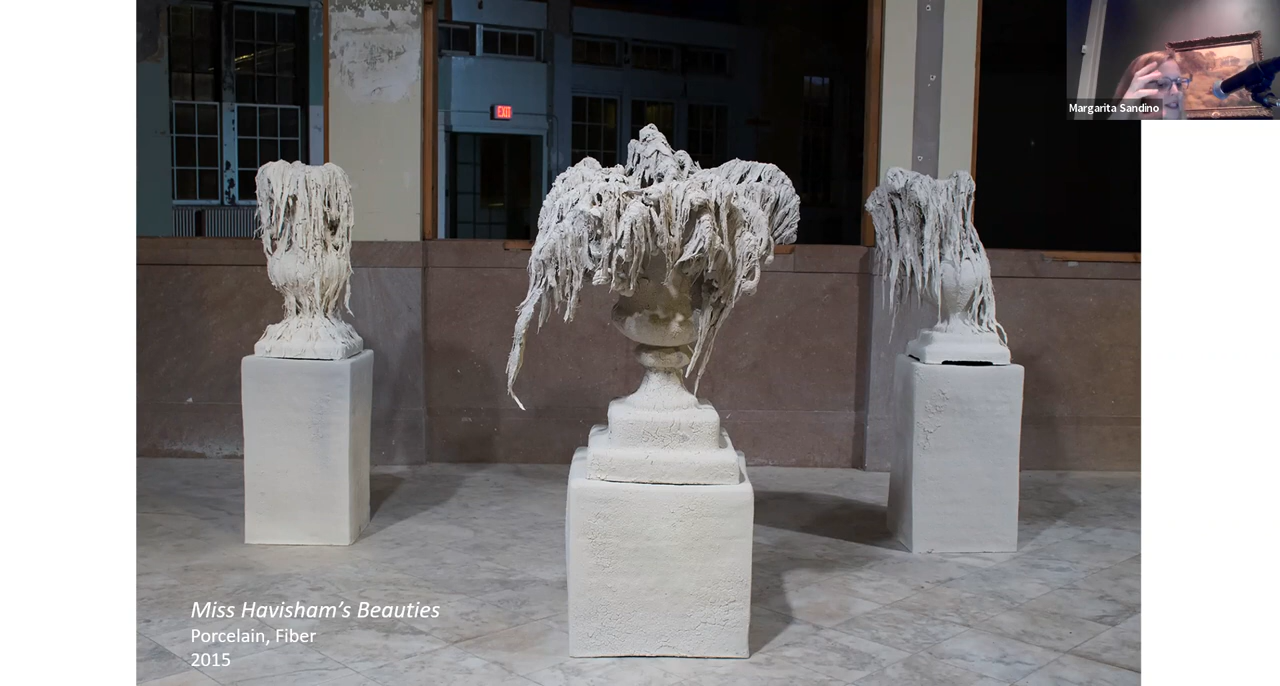 EXIT
Margarita Sandino
Miss Havisham’s Beauties
Porcelain, Fiber
2015